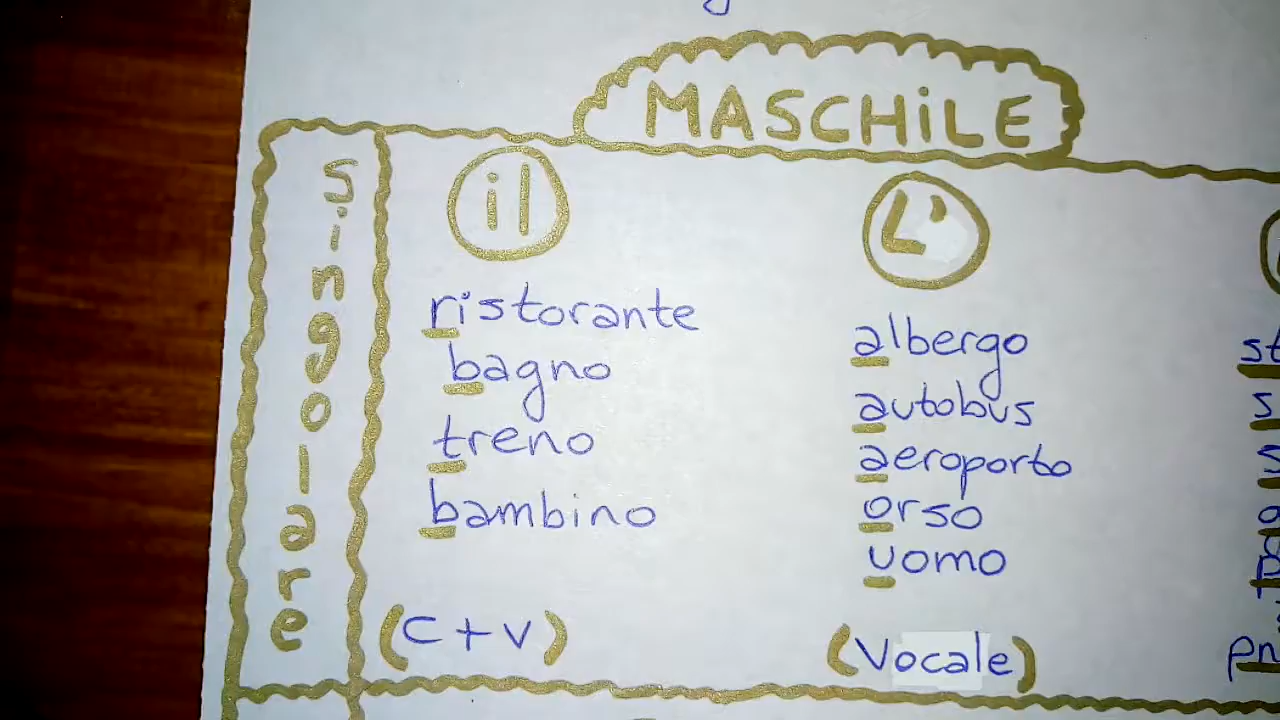 MASCHiLE
Singolare
il
ristorante
bagno
treno
bambino
(C+V)
L'
albergo
autobus
aeroporto
orso
uomo
(Vocale)